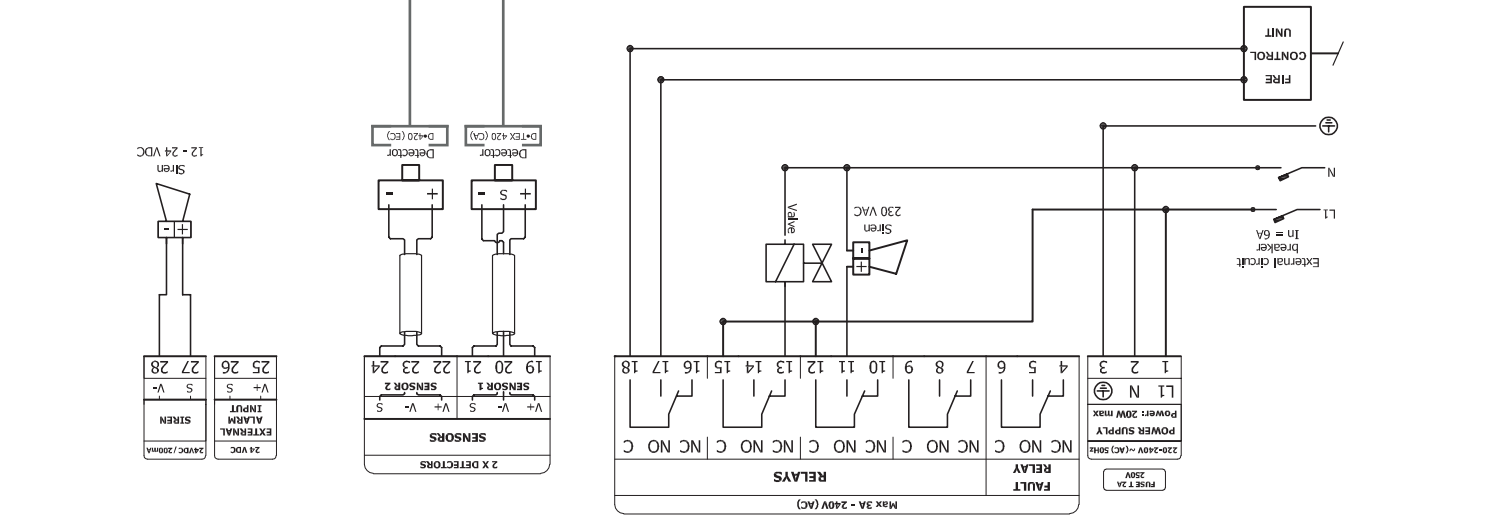 FUSE T 2A
250V
220-240V ~(AC) 50Hz
POWER SUPPLY
Power: 20W max
L1 N
1 2 3
Max 3A - 240V (AC)
FAULT
RELAY
RELAYS
NC NO C NC NO C NC NO C NC NO C NC NO C
4 5 6 7 8 9 10 11 12 13 14 15 16 17 18
2 X DETECTORS
SENSORS
V+ V- S V+ V- S
SENSOR 1 SENSOR 2
19 20 21 22 23 24
24 VDC
EXTERNAL
ALARM
INPUT
V+ S
25 26
24VDC / 200mA
SIREN
S V-
27 28
External circuit
breaker
In = 6A
L1
N
Siren
230 VAC
+
-
Valve
FIRE
CONTROL
UNIT
+ S -
Detector
D•TEX 420 (CA)
+ -
Detector
D•420 (EC)
+ -
Siren
12 - 24 VDC